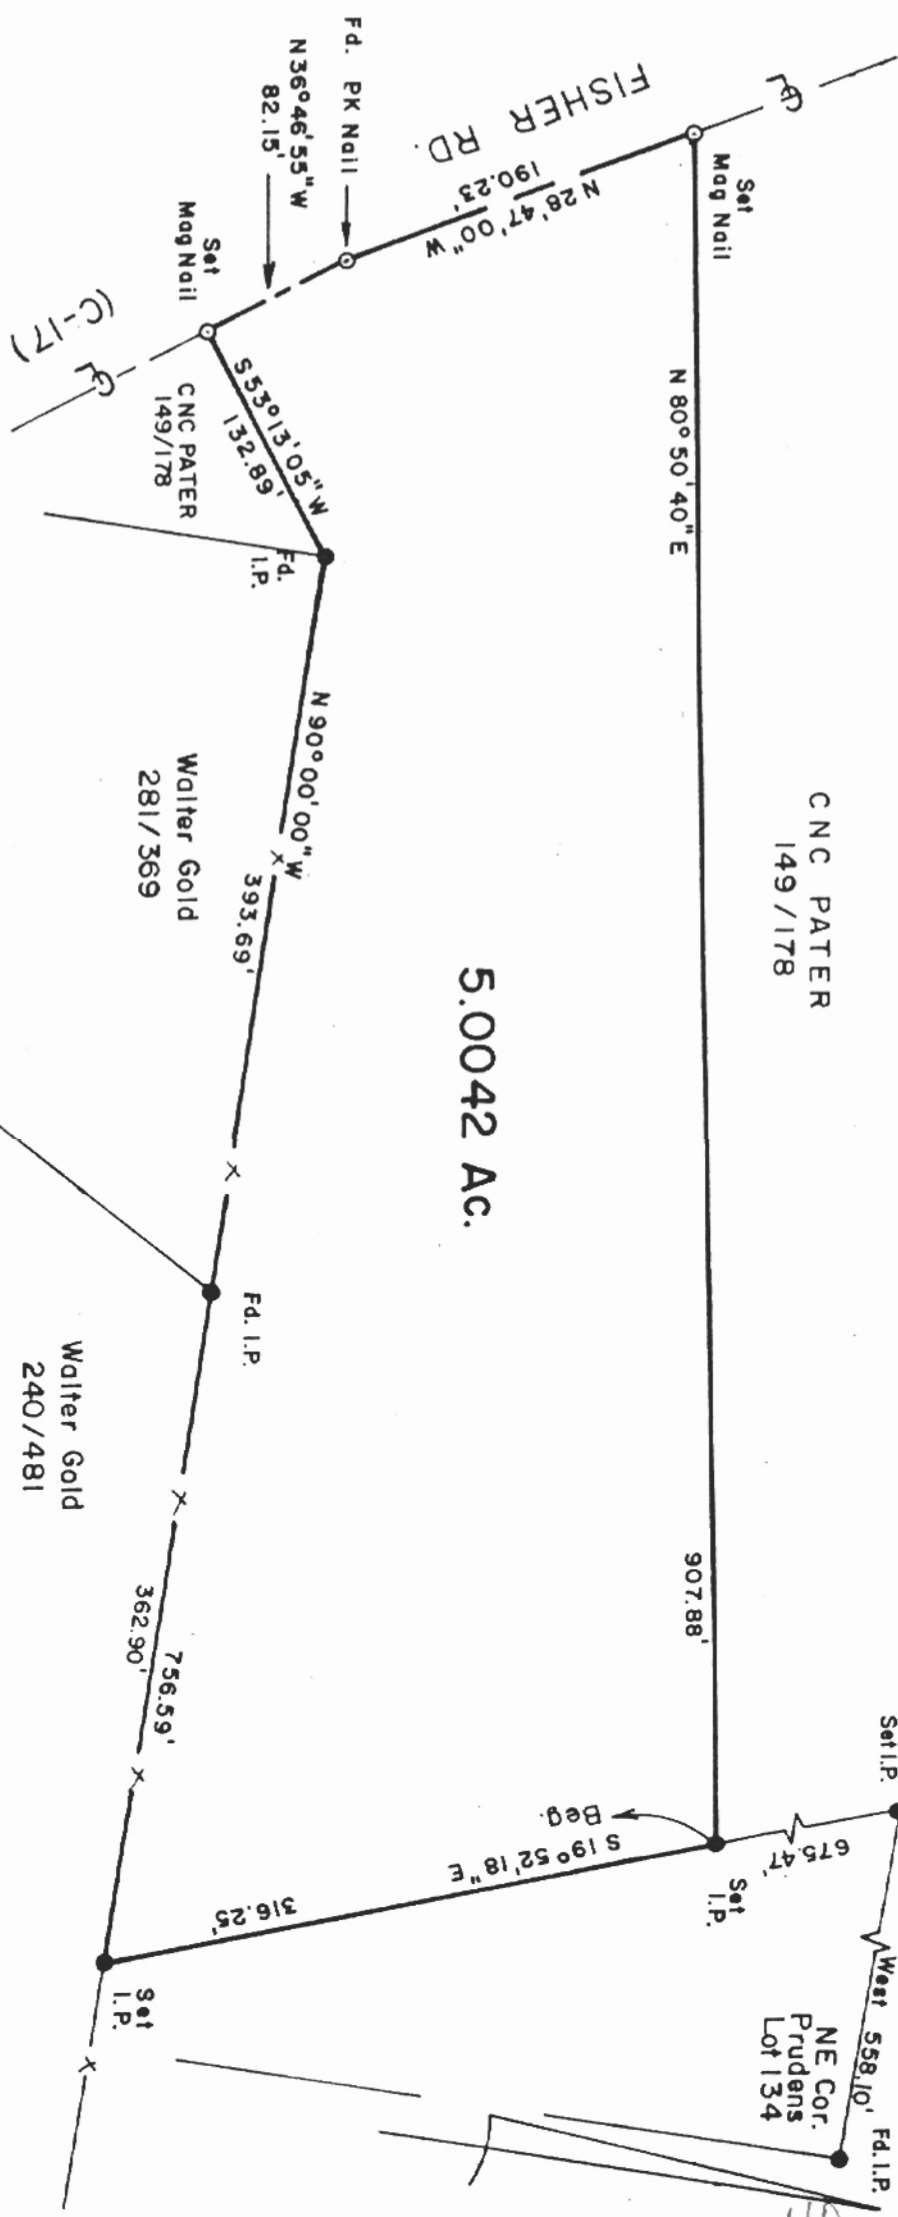 Fd. PK Nail
N36°46'55"W
82.15'
FISHER RD.
N 28°47'00" W
190.23'
Set
Mag Nail
Set
Mag Nail
(C-17)
S 53°13'05" W
132.89'
CNC PATER
149/178
Fd.
I.P.
N 80°50'40" E
907.88'
CNC PATER
149/178
N 90°00'00" W
393.69'
Walter Gold
281/369
5.0042 Ac.
Fd. I.P.
Walter Gold
240/481
362.90'
756.59'
Beg.
S 19°52'18" E
316.25'
Set
I.P.
Set
I.P.
675.47'
Set I.P.
West 558.10'
Fd. I.P.
NE Cor.
Prudens
Lot 134